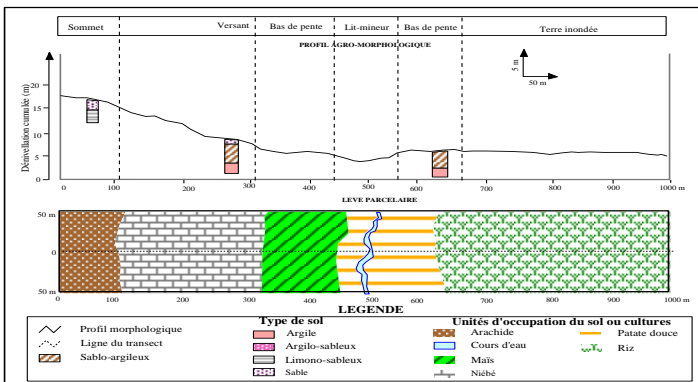 Sommet Versant Bas de pente Lit-mineur Bas de pente Terre inondée
PROFIL AGRO-MORPHOLOGIQUE
5 m
50 m
Dénivellation cumulée (m)
20
15
10
5
0
0 100 200 300 400 500 600 700 800 900 1000 m
LEVE PARCELAIRE
50 m
0
50 m
0 100 200 300 400 500 600 700 800 900 1000 m
LEGENDE
Profil morphologique
Ligne du transect
Sablo-argileux
Type de sol
Argile
Argilo-sableux
Limono-sableux
Sable
Unités d'occupation du sol ou cultures
Arachide
Cours d'eau
Maïs
Niébé
Patate douce
Riz